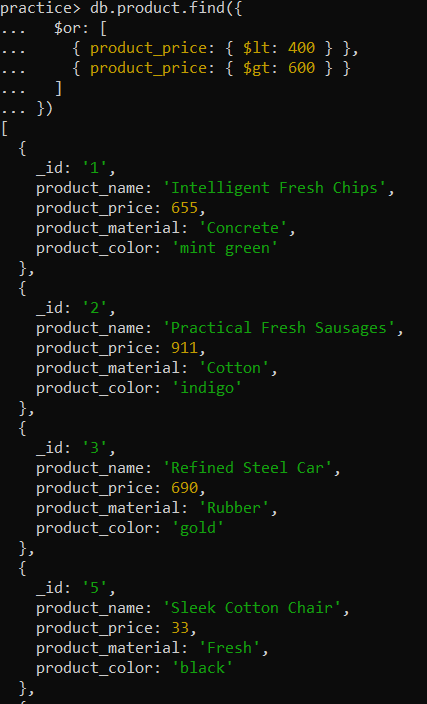 practice> db.product.find({
...   $or: [
...     { product_price: { $lt: 400 } },
...     { product_price: { $gt: 600 } }
...   ]
... })
[
  {
    _id: '1',
    product_name: 'Intelligent Fresh Chips',
    product_price: 655,
    product_material: 'Concrete',
    product_color: 'mint green'
  },
  {
    _id: '2',
    product_name: 'Practical Fresh Sausages',
    product_price: 911,
    product_material: 'Cotton',
    product_color: 'indigo'
  },
  {
    _id: '3',
    product_name: 'Refined Steel Car',
    product_price: 690,
    product_material: 'Rubber',
    product_color: 'gold'
  },
  {
    _id: '5',
    product_name: 'Sleek Cotton Chair',
    product_price: 33,
    product_material: 'Fresh',
    product_color: 'black'
  },
  {